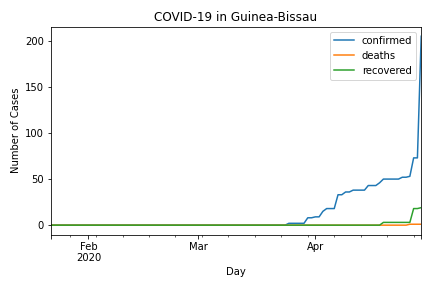 COVID-19 in Guinea-Bissau
confirmed
deaths
recovered
Number of Cases
200
150
100
50
0
Feb
2020
Mar
Apr
Day